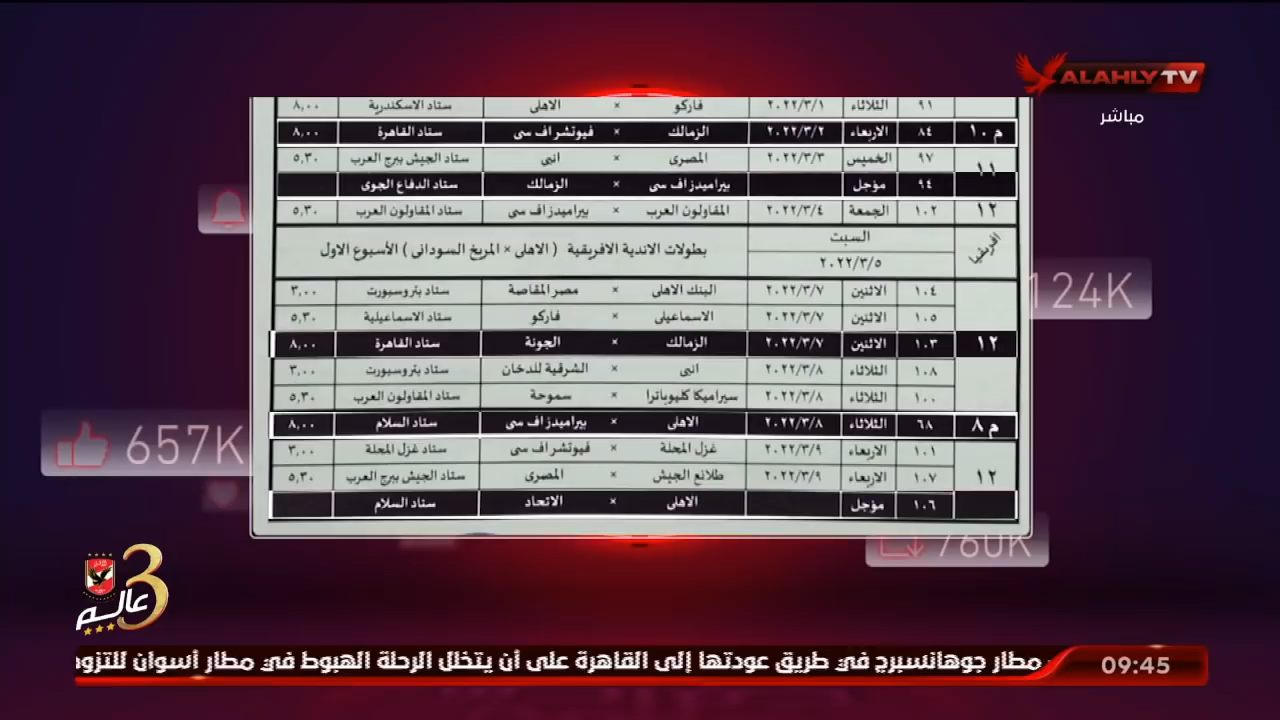 ALAHLY TV
مباشر
٩١ الثلاثاء ٢٠٢٢/٣/١ فاركو × الاهلى ستاد الاسكندرية ٨,٠٠
م ١٠ ٨٤ الاربعاء ٢٠٢٢/٣/٢ الزمالك × فيوتشر اف سى ستاد القاهرة ٨,٠٠
١١ ٩٧ الخميس ٢٠٢٢/٣/٣ المصرى × انبى ستاد الجيش ببرج العرب ٥,٣٠
٩٤ مؤجل بيراميدز اف سى × الزمالك ستاد الدفاع الجوى
١٢ ١٠٢ الجمعة ٢٠٢٢/٣/٤ المقاولون العرب × بيراميدز اف سى ستاد المقاولون العرب ٥,٣٠
افريقيا السبت ٢٠٢٢/٣/٥ بطولات الاندية الافريقية ( الاهلى × المريخ السودانى ) الأسبوع الاول
١٠٤ الاثنين ٢٠٢٢/٣/٧ البنك الاهلى × مصر المقاصة ستاد بتروسبورت ٣,٠٠
١٠٥ الاثنين ٢٠٢٢/٣/٧ الاسماعيلى × فاركو ستاد الاسماعيلية ٥,٣٠
١٢ ١٠٣ الاثنين ٢٠٢٢/٣/٧ الزمالك × الجونة ستاد القاهرة ٨,٠٠
١٠٨ الثلاثاء ٢٠٢٢/٣/٨ انبى × الشرقية للدخان ستاد بتروسبورت ٣,٠٠
١٠٠ الثلاثاء ٢٠٢٢/٣/٨ سيراميكا كليوباترا × سموحة ستاد المقاولون العرب ٥,٣٠
م ٨ ٦٨ الثلاثاء ٢٠٢٢/٣/٨ الاهلى × بيراميدز اف سى ستاد السلام ٨,٠٠
١٠١ الاربعاء ٢٠٢٢/٣/٩ غزل المحلة × فيوتشر اف سى ستاد غزل المحلة ٣,٠٠
١٢ ١٠٧ الاربعاء ٢٠٢٢/٣/٩ طلائع الجيش × المصرى ستاد الجيش ببرج العرب ٥,٣٠
١٠٦ مؤجل الاهلى × الاتحاد ستاد السلام
124K
657K
760K
3 عالم
مطار جوهانسبرج في طريق عودتها إلى القاهرة على أن يتخلل الرحلة الهبوط في مطار أسوان للتزود
09:45